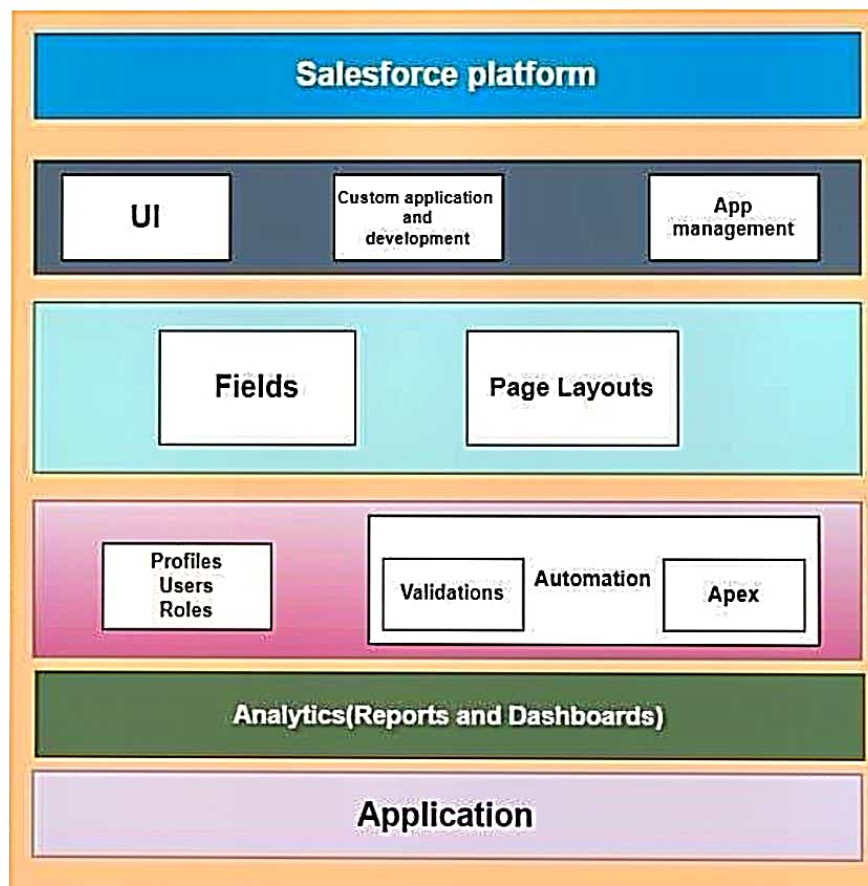 Salesforce platform
UI
Custom application
and
development
App
management
Fields
Page Layouts
Profiles
Users
Roles
Validations
Automation
Apex
Analytics(Reports and Dashboards)
Application